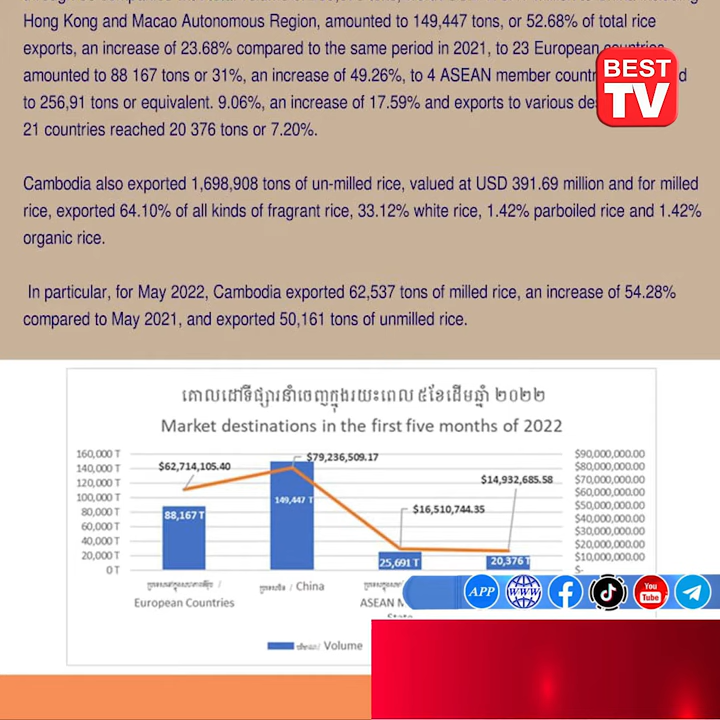 Hong Kong and Macao Autonomous Region, amounted to 149,447 tons, or 52.68% of total rice
exports, an increase of 23.68% compared to the same period in 2021, to 23 European countries
amounted to 88 167 tons or 31%, an increase of 49.26%, to 4 ASEAN member
to 256,91 tons or equivalent. 9.06%, an increase of 17.59% and exports to various
21 countries reached 20 376 tons or 7.20%.
BEST
TV
Cambodia also exported 1,698,908 tons of un-milled rice, valued at USD 391.69 million and for milled
rice, exported 64.10% of all kinds of fragrant rice, 33.12% white rice, 1.42% parboiled rice and 1.42%
organic rice.
In particular, for May 2022, Cambodia exported 62,537 tons of milled rice, an increase of 54.28%
compared to May 2021, and exported 50,161 tons of unmilled rice.
គោលដៅទីផ្សារនាំចេញក្នុងរយះពេល ៥ខែដើមឆ្នាំ ២០២២
Market destinations in the first five months of 2022
160,000 T
140,000 T
120,000 T
100,000 T
80,000 T
60,000 T
40,000 T
20,000 T
0 T
$62,714,105.40
$79,236,509.17
$16,510,744.35
$14,932,685.58
88,167 T
149,447 T
25,691 T
20,376 T
$90,000,000.00
$80,000,000.00
$70,000,000.00
$60,000,000.00
$50,000,000.00
$40,000,000.00
$30,000,000.00
$20,000,000.00
$10,000,000.00
$-
European Countries
ប្រទេសចិន / China
ASEAN
State
Volume
APP
WWW
You
Tube